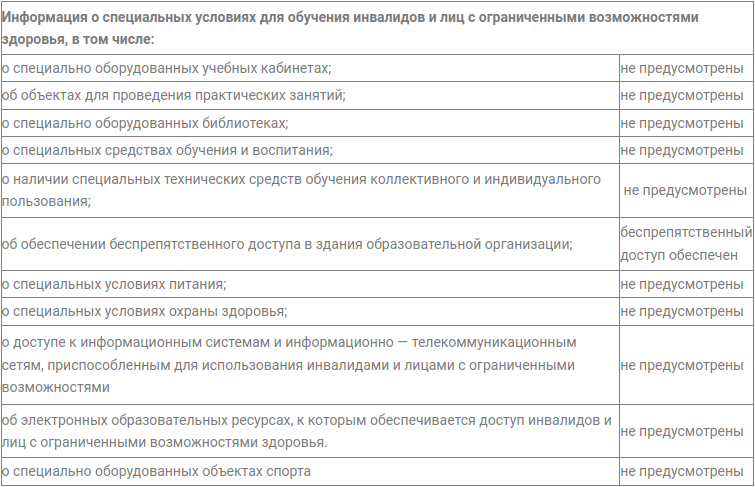 Информация о специальных условиях для обучения инвалидов и лиц с ограниченными возможностями
здоровья, в том числе:
о специально оборудованных учебных кабинетах;
не предусмотрены
об объектах для проведения практических занятий;
не предусмотрены
о специально оборудованных библиотеках;
не предусмотрены
о специальных средствах обучения и воспитания;
не предусмотрены
о наличии специальных технических средств обучения коллективного и индивидуального
пользования;
не предусмотрены
об обеспечении беспрепятственного доступа в здания образовательной организации;
беспрепятственный
доступ обеспечен
о специальных условиях питания;
не предусмотрены
о специальных условиях охраны здоровья;
не предусмотрены
о доступе к информационным системам и информационно — телекоммуникационным
сетям, приспособленным для использования инвалидами и лицами с ограниченными
возможностями
не предусмотрены
об электронных образовательных ресурсах, к которым обеспечивается доступ инвалидов и
лиц с ограниченными возможностями здоровья.
не предусмотрены
о специально оборудованных объектах спорта
не предусмотрены